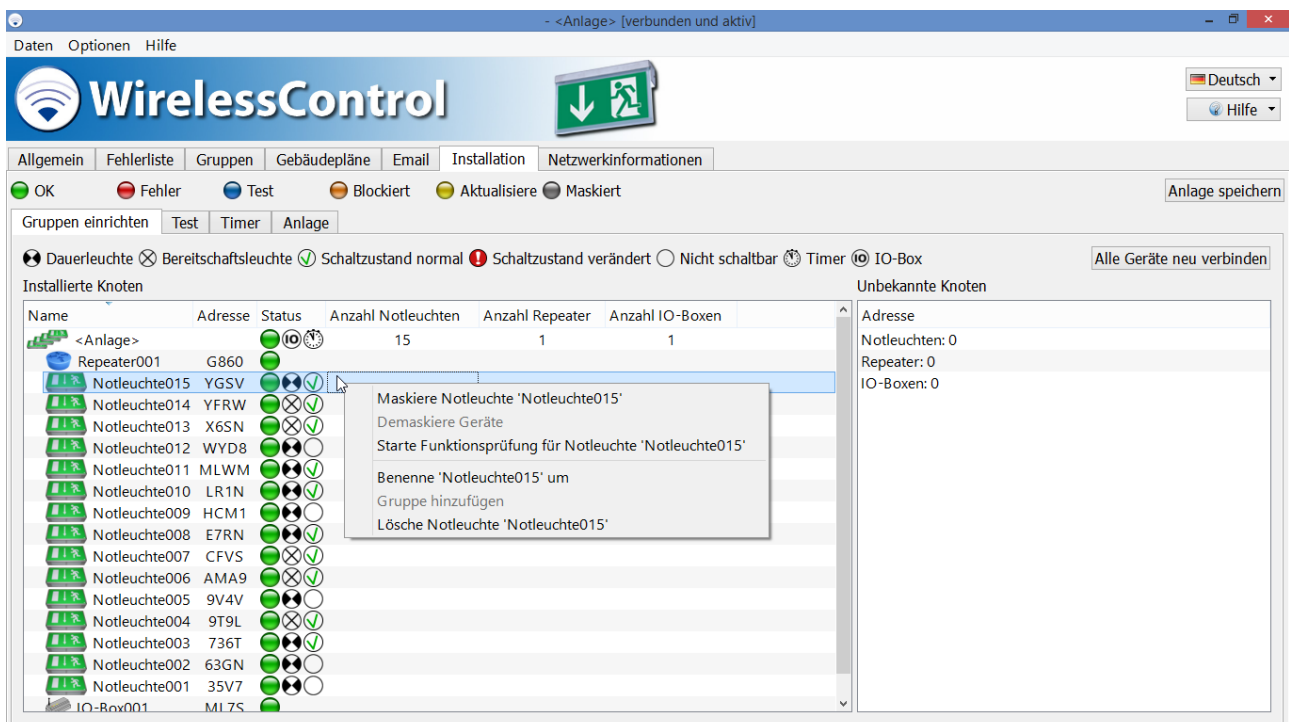 - <Anlage> [verbunden und aktiv]
Daten Optionen Hilfe
WirelessControl
Deutsch
Hilfe
Allgemein Fehlerliste Gruppen Gebäudepläne Email Installation Netzwerkinformationen
OK Fehler Test Blockiert Aktualisiere Maskiert Anlage speichern
Gruppen einrichten Test Timer Anlage
Dauerleuchte Bereitschaftsleuchte Schaltzustand normal Schaltzustand verändert Nicht schaltbar Timer IO IO-Box Alle Geräte neu verbinden
Installierte Knoten Unbekannte Knoten
Name Adresse Status Anzahl Notleuchten Anzahl Repeater Anzahl IO-Boxen Adresse
<Anlage> IO 15 1 1 Notleuchten: 0
Repeater001 G860 Repeater: 0
Notleuchte015 YGSV IO-Boxen: 0
Maskiere Notleuchte 'Notleuchte015'
Notleuchte014 YFRW
Demaskiere Geräte
Notleuchte013 X6SN
Starte Funktionsprüfung für Notleuchte 'Notleuchte015'
Notleuchte012 WYD8
Notleuchte011 MLWM
Benenne 'Notleuchte015' um
Notleuchte010 LR1N
Gruppe hinzufügen
Notleuchte009 HCM1
Lösche Notleuchte 'Notleuchte015'
Notleuchte008 E7RN
Notleuchte007 CFVS
Notleuchte006 AMA9
Notleuchte005 9V4V
Notleuchte004 9T9L
Notleuchte003 736T
Notleuchte002 63GN
Notleuchte001 35V7
IO-Box001 ML7S